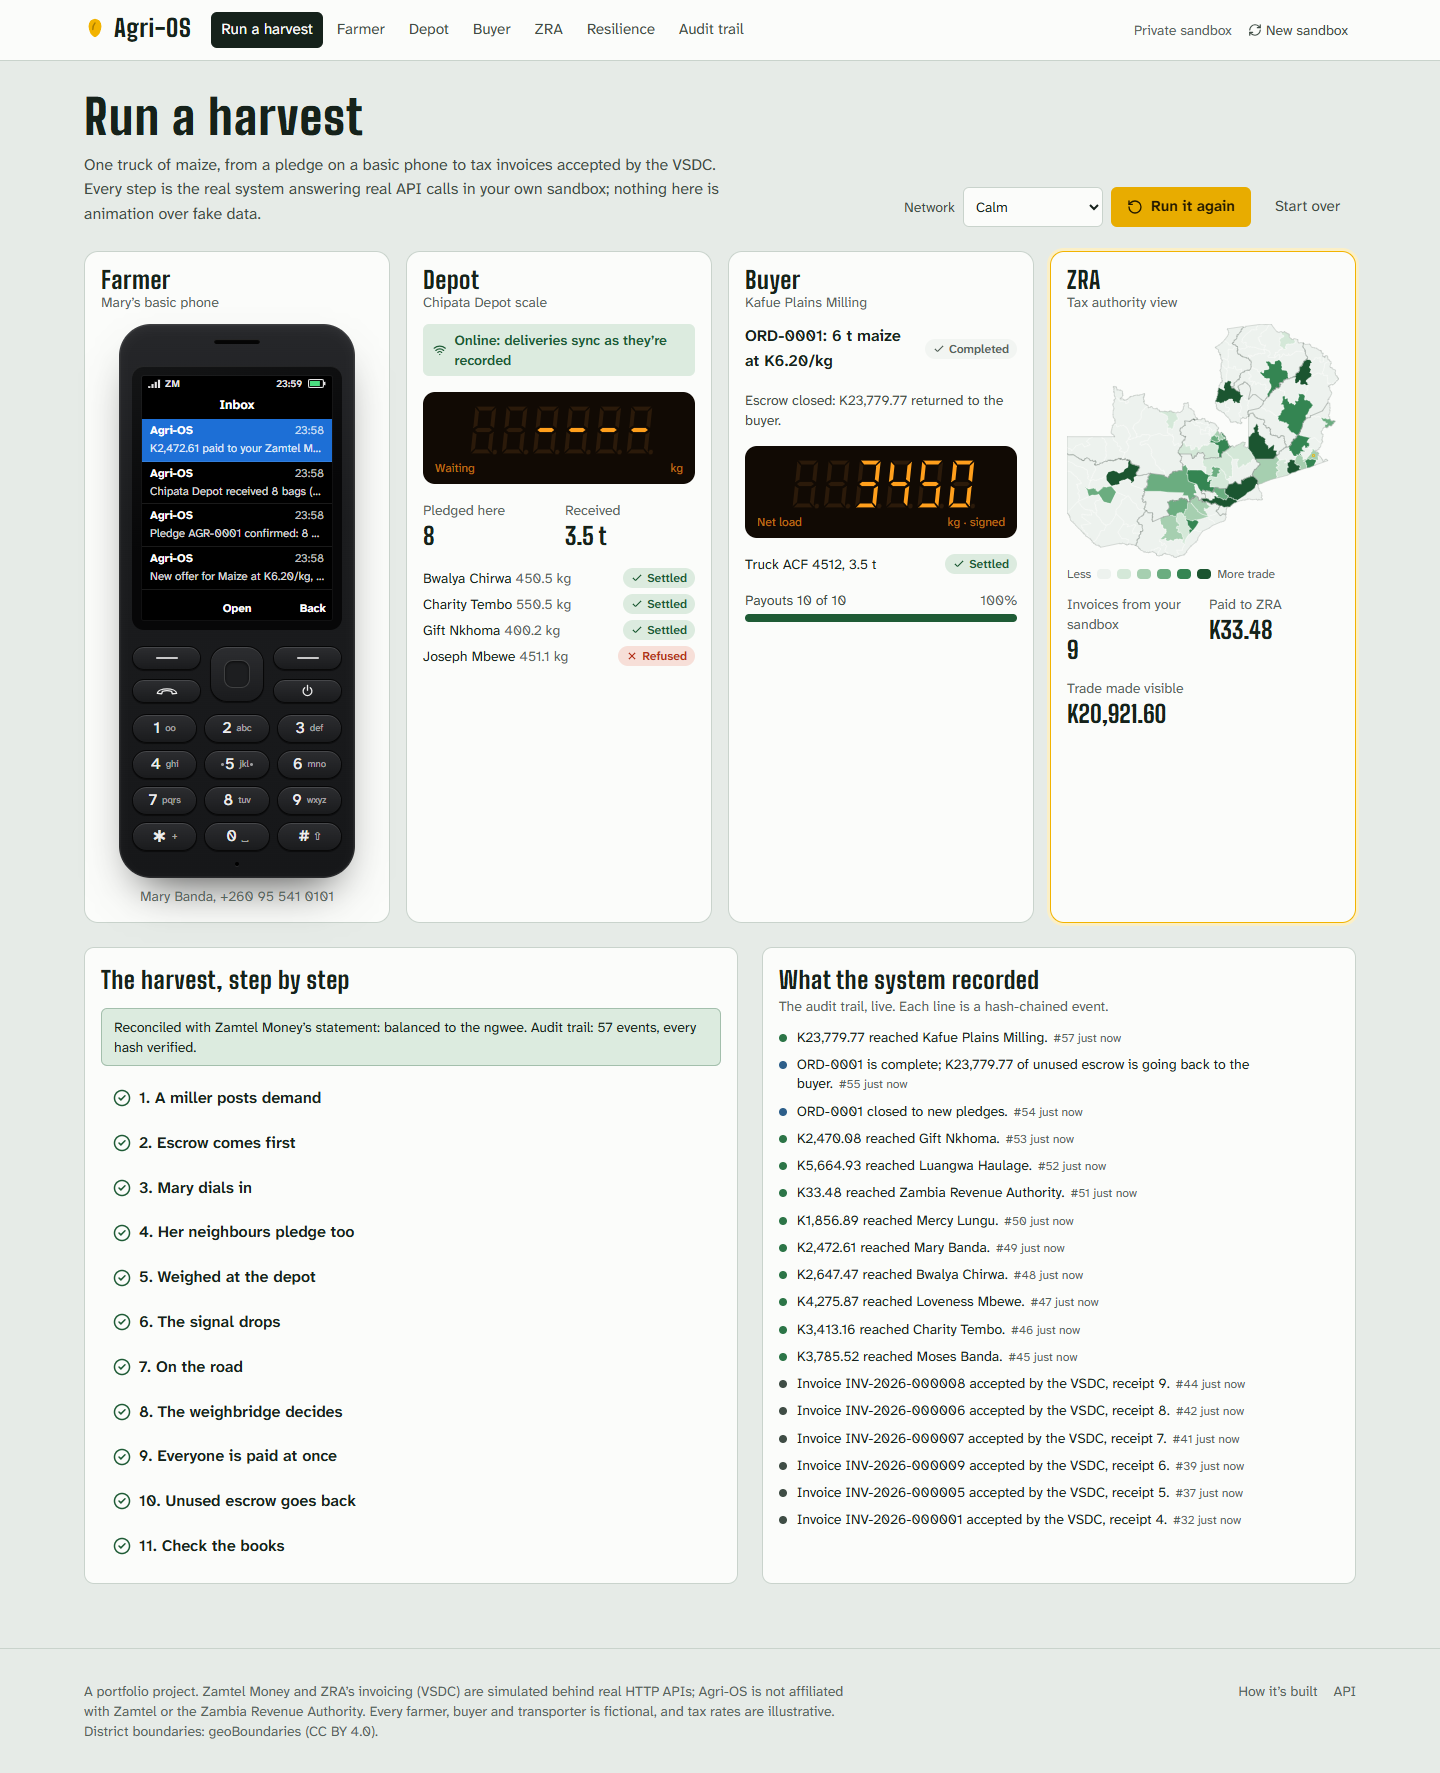 Agri-OS
Run a harvest
Farmer
Depot
Buyer
ZRA
Resilience
Audit trail
Private sandbox
New sandbox
Run a harvest
One truck of maize, from a pledge on a basic phone to tax invoices accepted by the VSDC.
Every step is the real system answering real API calls in your own sandbox; nothing here is
animation over fake data.
Network
Calm
Run it again
Start over
Farmer
Mary's basic phone
ZM
23:59
Inbox
Agri-OS 23:58
K2,472.61 paid to your Zamtel M...
Agri-OS 23:58
Chipata Depot received 8 bags (...
Agri-OS 23:58
Pledge AGR-0001 confirmed: 8 ...
Agri-OS 23:58
New offer for Maize at K6.20/kg, ...
Open
Back
1 oo
2 abc
3 def
4 ghi
5 jkl
6 mno
7 pqrs
8 tuv
9 wxyz
* +
0
# ⇧
Mary Banda, +260 95 541 0101
Depot
Chipata Depot scale
Online: deliveries sync as they're
recorded
----
Waiting
kg
Pledged here
8
Received
3.5 t
Bwalya Chirwa 450.5 kg Settled
Charity Tembo 550.5 kg Settled
Gift Nkhoma 400.2 kg Settled
Joseph Mbewe 451.1 kg Refused
Buyer
Kafue Plains Milling
ORD-0001: 6 t maize
at K6.20/kg
Completed
Escrow closed: K23,779.77 returned to the
buyer.
3450
Net load
kg · signed
Truck ACF 4512, 3.5 t Settled
Payouts 10 of 10 100%
ZRA
Tax authority view
Less
More trade
Invoices from your
sandbox
9
Paid to ZRA
K33.48
Trade made visible
K20,921.60
The harvest, step by step
Reconciled with Zamtel Money's statement: balanced to the ngwee. Audit trail: 57 events, every
hash verified.
1. A miller posts demand
2. Escrow comes first
3. Mary dials in
4. Her neighbours pledge too
5. Weighed at the depot
6. The signal drops
7. On the road
8. The weighbridge decides
9. Everyone is paid at once
10. Unused escrow goes back
11. Check the books
What the system recorded
The audit trail, live. Each line is a hash-chained event.
K23,779.77 reached Kafue Plains Milling. #57 just now
ORD-0001 is complete; K23,779.77 of unused escrow is going back to the
buyer. #55 just now
ORD-0001 closed to new pledges. #54 just now
K2,470.08 reached Gift Nkhoma. #53 just now
K5,664.93 reached Luangwa Haulage. #52 just now
K33.48 reached Zambia Revenue Authority. #51 just now
K1,856.89 reached Mercy Lungu. #50 just now
K2,472.61 reached Mary Banda. #49 just now
K2,647.47 reached Bwalya Chirwa. #48 just now
K4,275.87 reached Loveness Mbewe. #47 just now
K3,413.16 reached Charity Tembo. #46 just now
K3,785.52 reached Moses Banda. #45 just now
Invoice INV-2026-000008 accepted by the VSDC, receipt 9. #44 just now
Invoice INV-2026-000006 accepted by the VSDC, receipt 8. #42 just now
Invoice INV-2026-000007 accepted by the VSDC, receipt 7. #41 just now
Invoice INV-2026-000009 accepted by the VSDC, receipt 6. #39 just now
Invoice INV-2026-000005 accepted by the VSDC, receipt 5. #37 just now
Invoice INV-2026-000001 accepted by the VSDC, receipt 4. #32 just now
A portfolio project. Zamtel Money and ZRA's invoicing (VSDC) are simulated behind real HTTP APIs; Agri-OS is not affiliated
with Zamtel or the Zambia Revenue Authority. Every farmer, buyer and transporter is fictional, and tax rates are illustrative.
District boundaries: geoBoundaries (CC BY 4.0).
How it's built
API